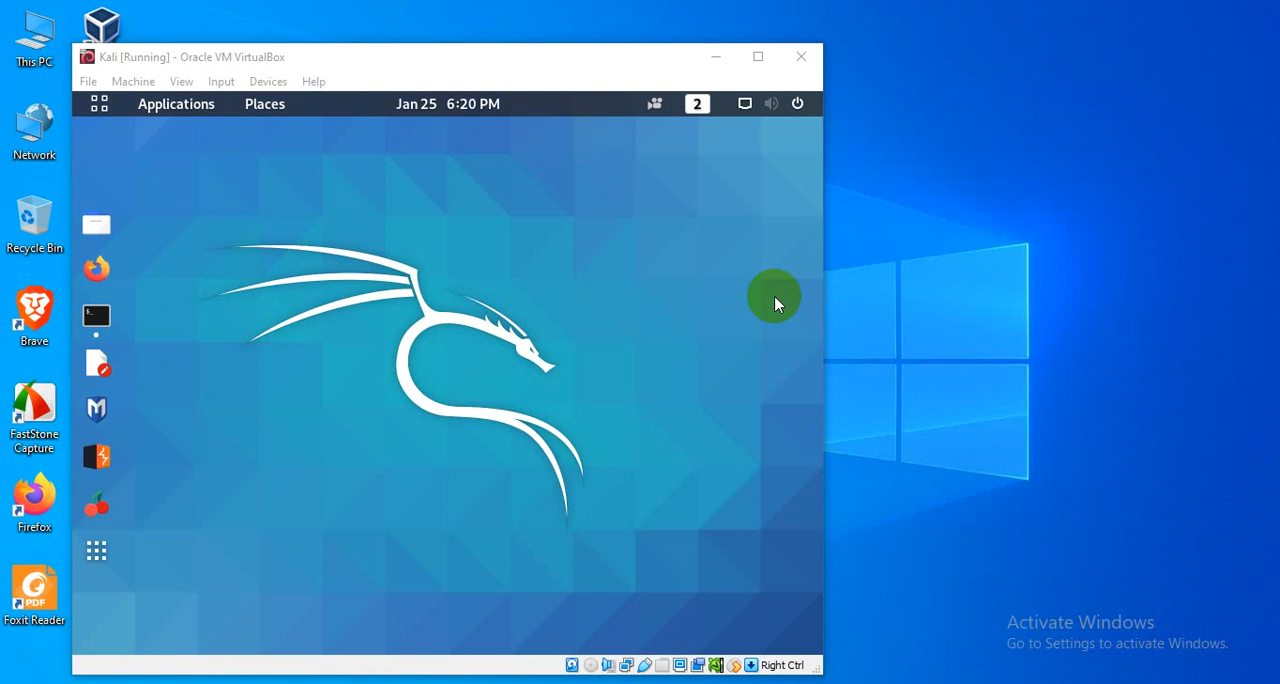 This PC
Network
Recycle Bin
Brave
FastStone
Capture
Firefox
PDF
Foxit Reader
Kali [Running] - Oracle VM VirtualBox
File Machine View Input Devices Help
Applications Places Jan 25 6:20 PM 2
$_
Right Ctrl
Activate Windows
Go to Settings to activate Windows.